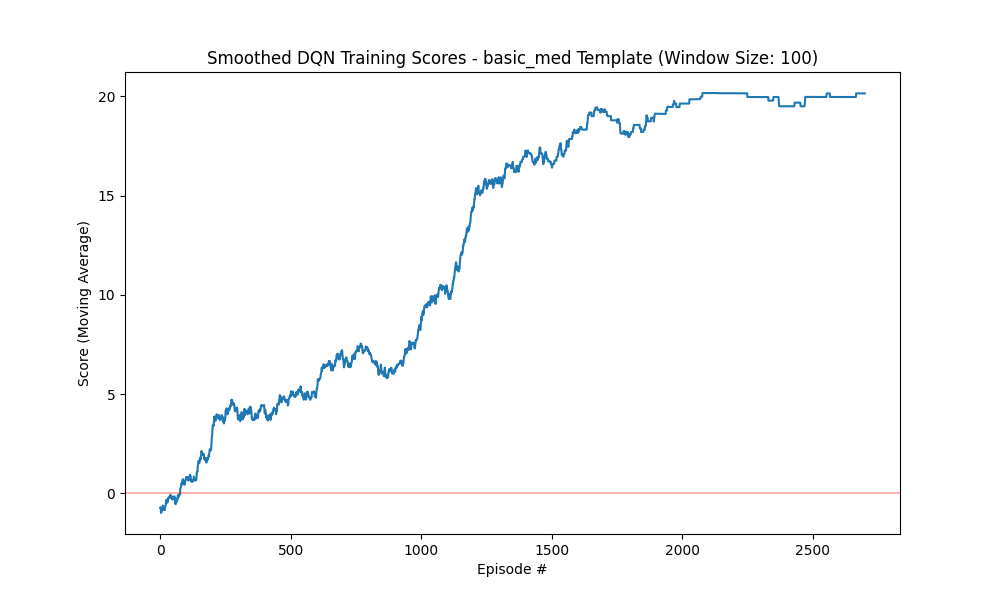 Smoothed DQN Training Scores - basic_med Template (Window Size: 100)
20
15
10
5
0
Score (Moving Average)
0 500 1000 1500 2000 2500
Episode #